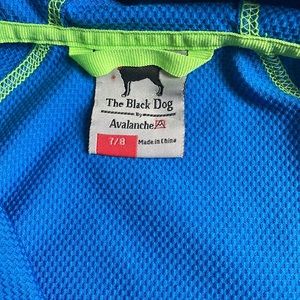 The Black Dog
By
Avalanche
7/8
Made in China